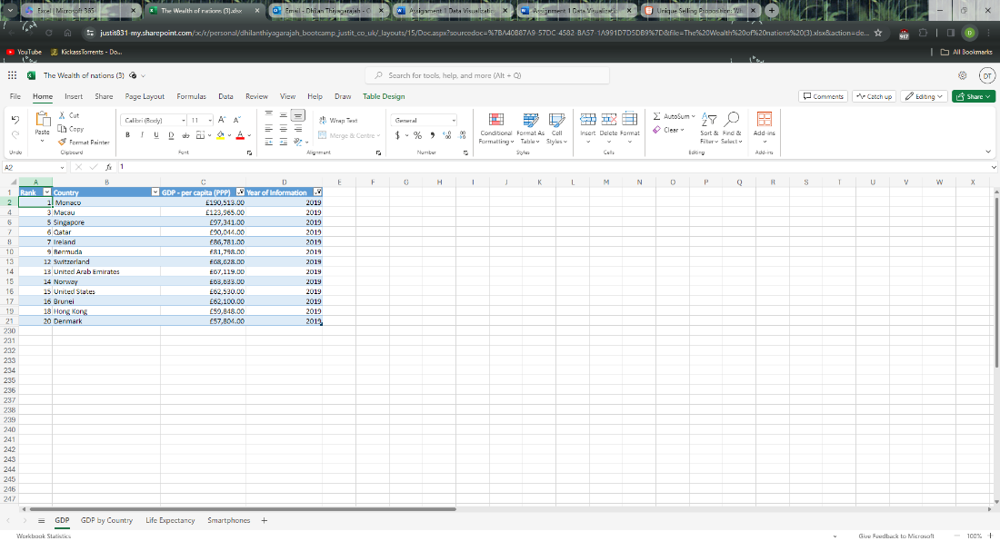 Excel | Microsoft 365
The Wealth of nations (3).xlsx
Email - Dhilan Thiyagarajah - O
Assignment 1 Data Visualizatio
Assignment 1 Data Visualizatio
Unique Selling Proposition: Wh
justit831-my.sharepoint.com/:x:/r/personal/dhilanthiyagarajah_bootcamp_justit_co_uk/_layouts/15/Doc.aspx?sourcedoc=%7BA40B87A9-57DC-4582-BA57-1A991D7D5DB9%7D&file=The%20Wealth%20of%20nations%20(3).xlsx&action=de...
D
YouTube
KickassTorrents - Do...
All Bookmarks
The Wealth of nations (3)
Search for tools, help, and more (Alt + Q)
DT
File Home Insert Share Page Layout Formulas Data Review View Help Draw Table Design
Comments Catch up Editing Share
Undo
Paste Cut Copy Format Painter
Clipboard
Calibri (Body) 11 A A
B I U D ab A
Font
Wrap Text
Merge & Centre
Alignment
General
$ % 
Number
Conditional Formatting Format As Table Cell Styles
Styles
Insert Delete Format
Cells
AutoSum
Clear
Sort & Filter Find & Select
Editing
Add-ins
Add-ins
A2 fx 1
A B C D E F G H I J K L M N O P Q R S T U V W X
1 Rank Country GDP - per capita (PPP) Year of Information
2 1 Monaco £190,513.00 2019
4 3 Macau £123,965.00 2019
6 5 Singapore £97,341.00 2019
7 6 Qatar £90,044.00 2019
8 7 Ireland £86,781.00 2019
10 9 Bermuda £81,798.00 2019
13 12 Switzerland £68,628.00 2019
14 13 United Arab Emirates £67,119.00 2019
15 14 Norway £63,633.00 2019
16 15 United States £62,530.00 2019
17 16 Brunei £62,100.00 2019
19 18 Hong Kong £59,848.00 2019
21 20 Denmark £57,804.00 2019
230
231
232
233
234
235
236
237
238
239
240
241
242
243
244
245
246
247
GDP GDP by Country Life Expectancy Smartphones +
Workbook Statistics
Give Feedback to Microsoft
100%